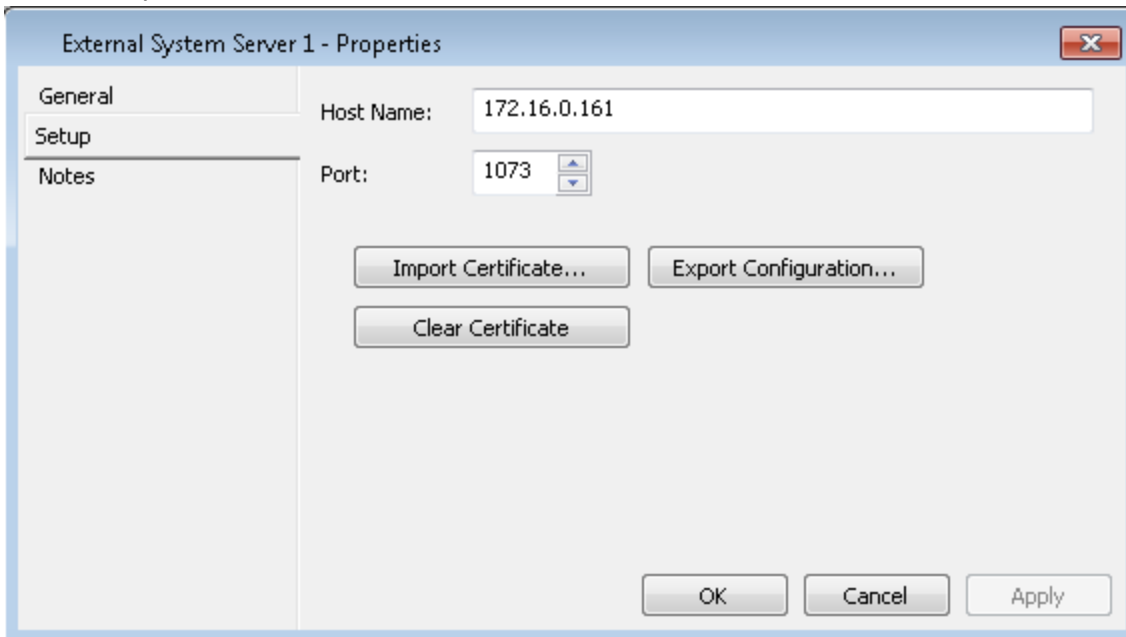 External System Server 1 - Properties
General
Setup
Notes
Host Name: 172.16.0.161
Port: 1073
Import Certificate... Export Configuration...
Clear Certificate
OK Cancel Apply